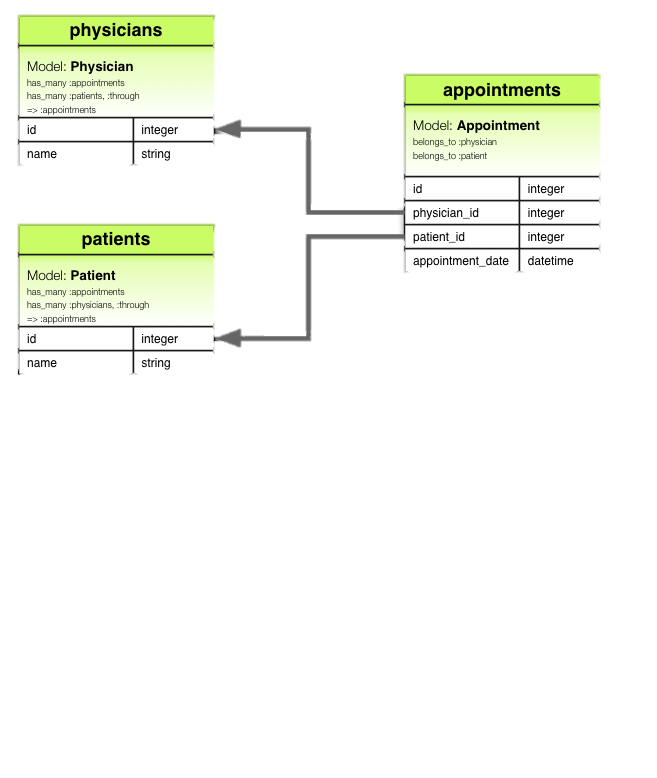 physicians
Model: Physician
has_many :appointments
has_many :patients, :through
=> :appointments
id integer
name string
appointments
Model: Appointment
belongs_to :physician
belongs_to :patient
id integer
physician_id integer
patient_id integer
appointment_date datetime
patients
Model: Patient
has_many :appointments
has_many :physicians, :through
=> :appointments
id integer
name string